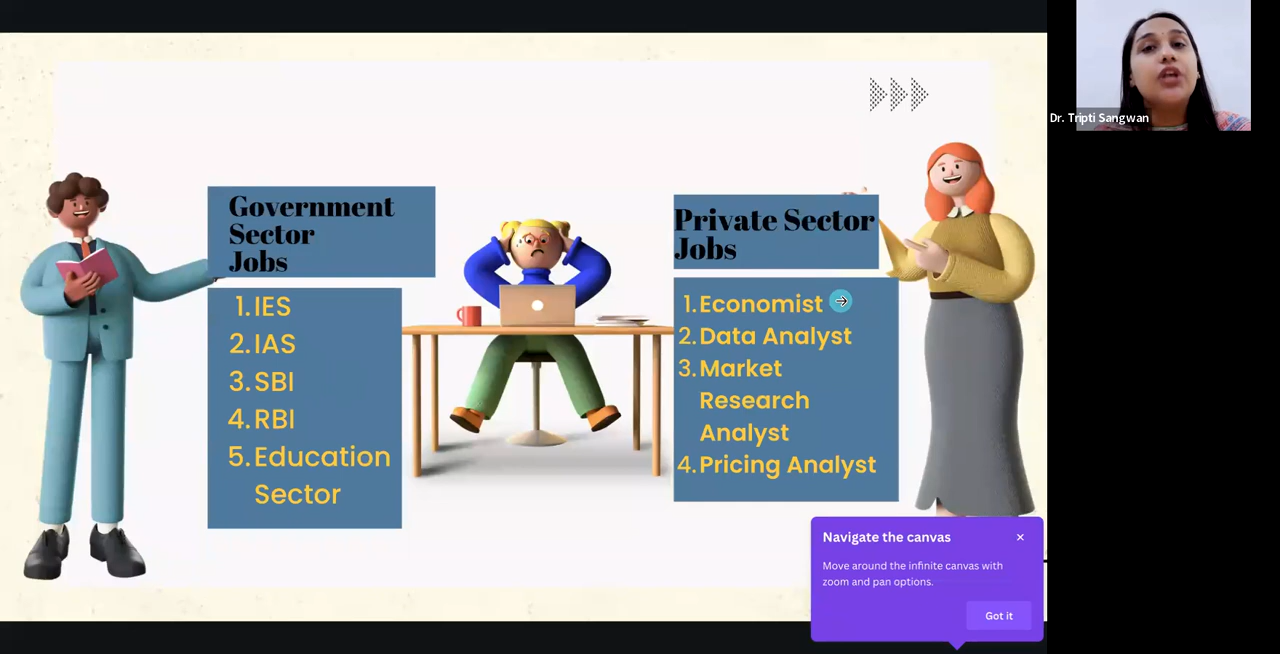 Government
Sector
Jobs
1. IES
2. IAS
3. SBI
4. RBI
5. Education
Sector
Private Sector
Jobs
1. Economist
2. Data Analyst
3. Market
Research
Analyst
4. Pricing Analyst
Dr. Tripti Sangwan
Navigate the canvas
Move around the infinite canvas with
zoom and pan options.
Got it